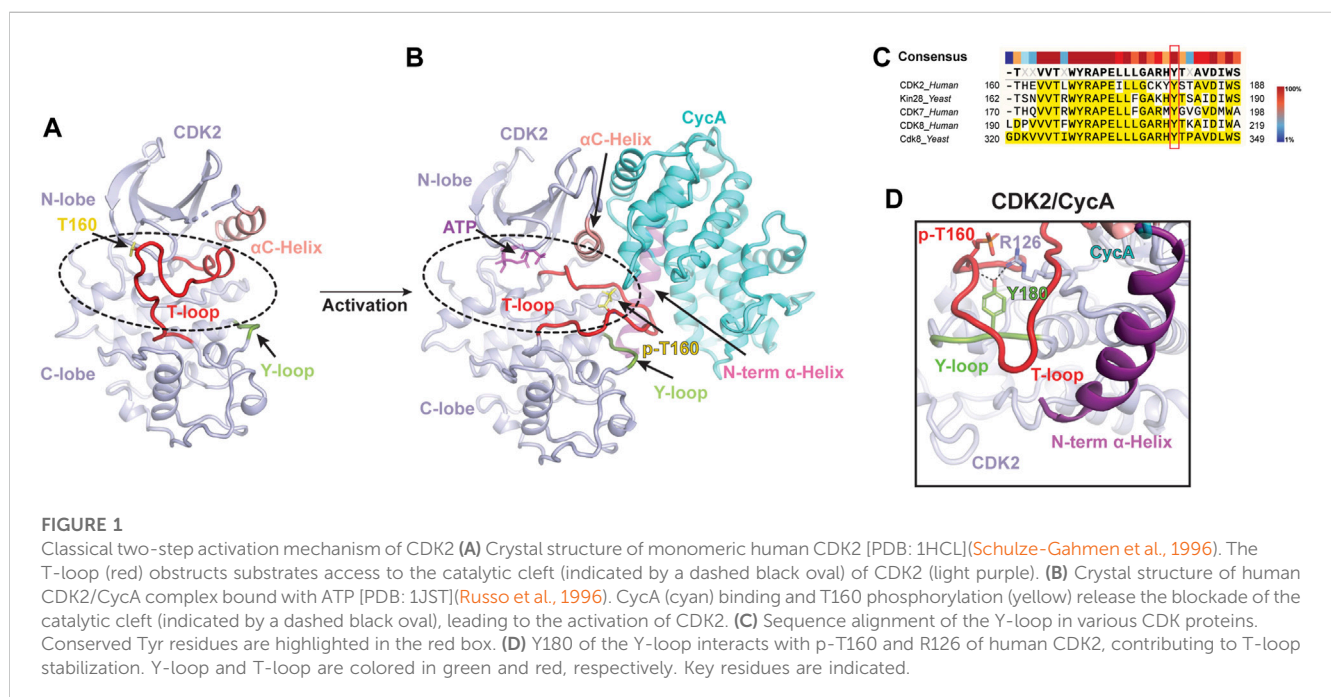 A
CDK2
N-lobe
T160
αC-Helix
T-loop
Y-loop
C-lobe
Activation
B
CycA
CDK2
αC-Helix
N-lobe
ATP
T-loop
p-T160
Y-loop
N-term α-Helix
C-lobe
C
Consensus
-TXXVVTXWYRAPELLLGARHYTXAVDIWS
100%
1%
CDK2_Human 160 -THEVVTLWYRAPEILLGCKYYSTAVDIWS 188
Kin28_Yeast 162 -TSNVVTRWYRAPELLFGAKHYTSAIDIWS 190
CDK7_Human 170 -THQVVTRWYRAPELLFGARMYGVGVDMWA 198
CDK8_Human 190 LDPVVVTFWYRAPELLLGARHYTKAIDIWA 219
Cdk8_Yeast 320 GDKVVVTIWYRAPELLLGARHYTPAVDLWS 349
D
CDK2/CycA
p-T160
R126
CycA
Y180
Y-loop
T-loop
N-term α-Helix
CDK2
FIGURE 1
Classical two-step activation mechanism of CDK2 (A) Crystal structure of monomeric human CDK2 [PDB: 1HCL](Schulze-Gahmen et al., 1996). The
T-loop (red) obstructs substrates access to the catalytic cleft (indicated by a dashed black oval) of CDK2 (light purple). (B) Crystal structure of human
CDK2/CycA complex bound with ATP [PDB: 1JST](Russo et al., 1996). CycA (cyan) binding and T160 phosphorylation (yellow) release the blockade of the
catalytic cleft (indicated by a dashed black oval), leading to the activation of CDK2. (C) Sequence alignment of the Y-loop in various CDK proteins.
Conserved Tyr residues are highlighted in the red box. (D) Y180 of the Y-loop interacts with p-T160 and R126 of human CDK2, contributing to T-loop
stabilization. Y-loop and T-loop are colored in green and red, respectively. Key residues are indicated.